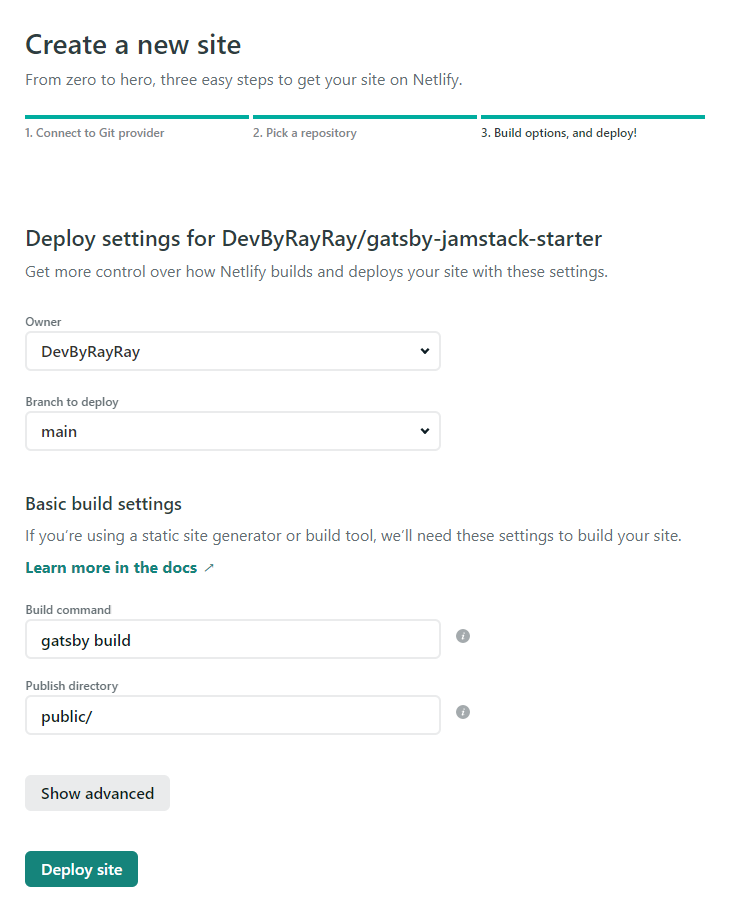 Create a new site
From zero to hero, three easy steps to get your site on Netlify.
1. Connect to Git provider
2. Pick a repository
3. Build options, and deploy!
Deploy settings for DevByRayRay/gatsby-jamstack-starter
Get more control over how Netlify builds and deploys your site with these settings.
Owner
DevByRayRay
Branch to deploy
main
Basic build settings
If you’re using a static site generator or build tool, we’ll need these settings to build your site.
Learn more in the docs ↗
Build command
gatsby build
Publish directory
public/
Show advanced
Deploy site